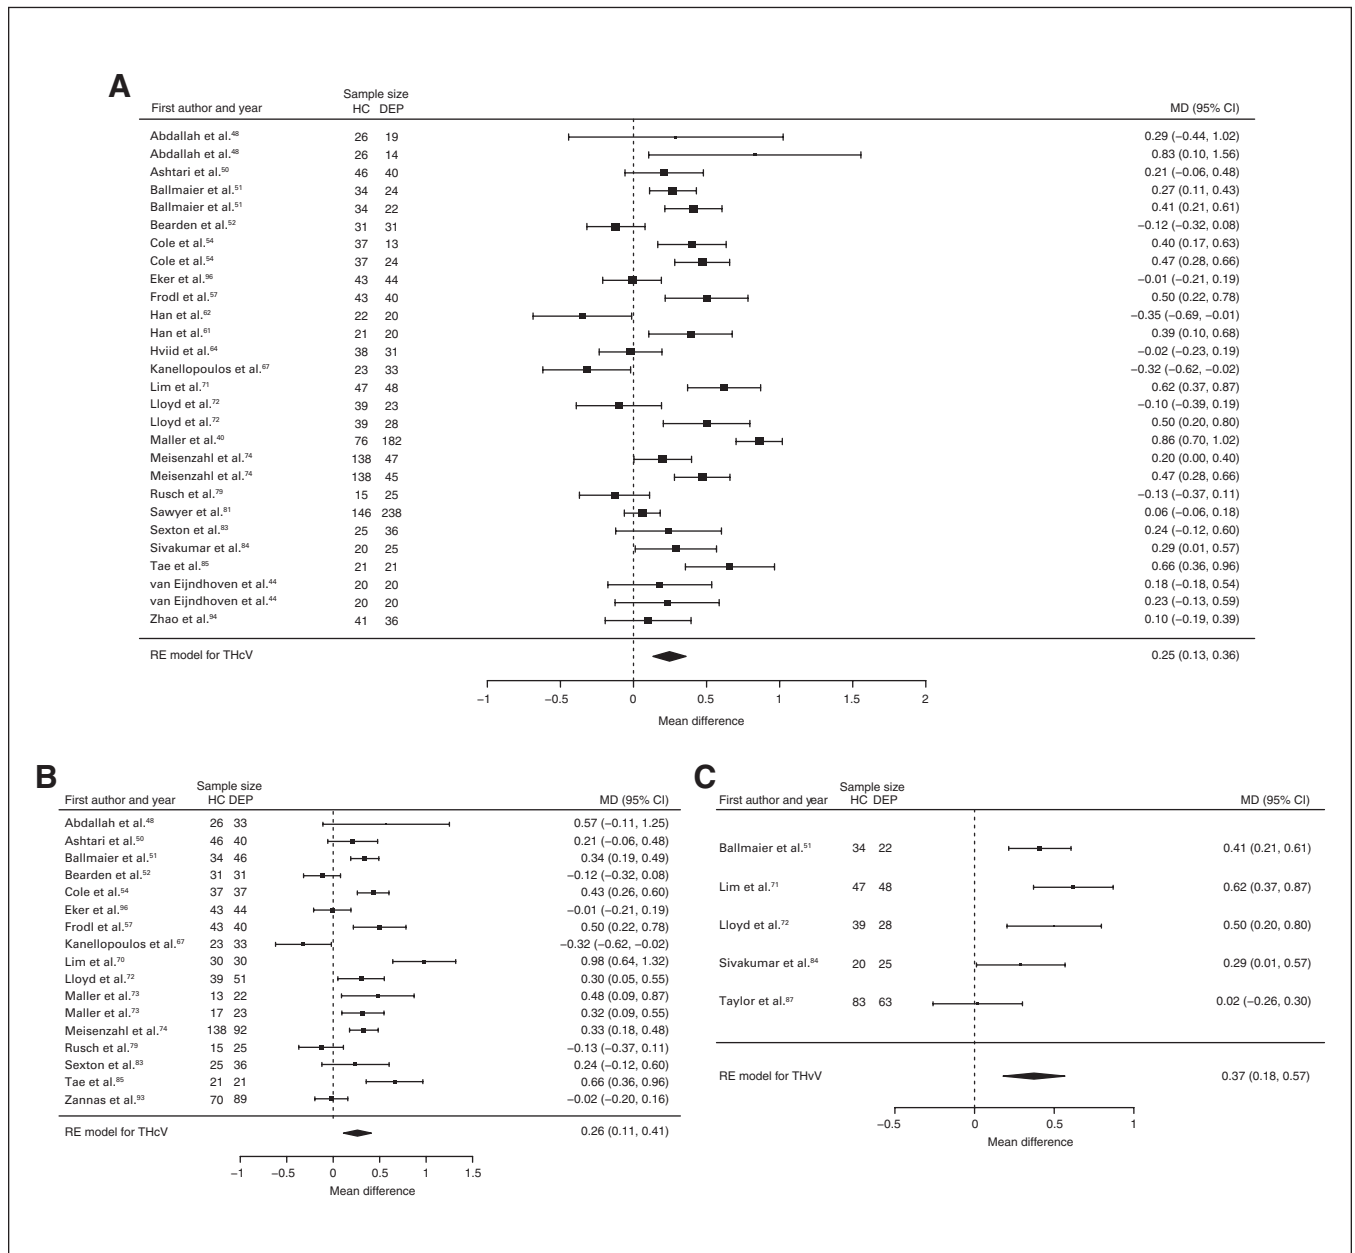 A
Sample size
First author and year HC DEP MD (95% CI)
Abdallah et al.48 26 19 0.29 (−0.44, 1.02)
Abdallah et al.48 26 14 0.83 (0.10, 1.56)
Ashtari et al.50 46 40 0.21 (−0.06, 0.48)
Ballmaier et al.51 34 24 0.27 (0.11, 0.43)
Ballmaier et al.51 34 22 0.41 (0.21, 0.61)
Bearden et al.52 31 31 −0.12 (−0.32, 0.08)
Cole et al.54 37 13 0.40 (0.17, 0.63)
Cole et al.54 37 24 0.47 (0.28, 0.66)
Eker et al.96 43 44 −0.01 (−0.21, 0.19)
Frodl et al.57 43 40 0.50 (0.22, 0.78)
Han et al.62 22 20 −0.35 (−0.69, −0.01)
Han et al.61 21 20 0.39 (0.10, 0.68)
Hviid et al.64 38 31 −0.02 (−0.23, 0.19)
Kanellopoulos et al.67 23 33 −0.32 (−0.62, −0.02)
Lim et al.71 47 48 0.62 (0.37, 0.87)
Lloyd et al.72 39 23 −0.10 (−0.39, 0.19)
Lloyd et al.72 39 28 0.50 (0.20, 0.80)
Maller et al.40 76 182 0.86 (0.70, 1.02)
Meisenzahl et al.74 138 47 0.20 (0.00, 0.40)
Meisenzahl et al.74 138 45 0.47 (0.28, 0.66)
Rusch et al.79 15 25 −0.13 (−0.37, 0.11)
Sawyer et al.81 146 238 0.06 (−0.06, 0.18)
Sexton et al.83 25 36 0.24 (−0.12, 0.60)
Sivakumar et al.84 20 25 0.29 (0.01, 0.57)
Tae et al.85 21 21 0.66 (0.36, 0.96)
van Eijndhoven et al.44 20 20 0.18 (−0.18, 0.54)
van Eijndhoven et al.44 20 20 0.23 (−0.13, 0.59)
Zhao et al.94 41 36 0.10 (−0.19, 0.39)
RE model for THcV 0.25 (0.13, 0.36)
−1 −0.5 0 0.5 1 1.5 2
Mean difference
B
Sample size
First author and year HC DEP MD (95% CI)
Abdallah et al.48 26 33 0.57 (−0.11, 1.25)
Ashtari et al.50 46 40 0.21 (−0.06, 0.48)
Ballmaier et al.51 34 46 0.34 (0.19, 0.49)
Bearden et al.52 31 31 −0.12 (−0.32, 0.08)
Cole et al.54 37 37 0.43 (0.26, 0.60)
Eker et al.96 43 44 −0.01 (−0.21, 0.19)
Frodl et al.57 43 40 0.50 (0.22, 0.78)
Kanellopoulos et al.67 23 33 −0.32 (−0.62, −0.02)
Lim et al.70 30 30 0.98 (0.64, 1.32)
Lloyd et al.72 39 51 0.30 (0.05, 0.55)
Maller et al.73 13 22 0.48 (0.09, 0.87)
Maller et al.73 17 23 0.32 (0.09, 0.55)
Meisenzahl et al.74 138 92 0.33 (0.18, 0.48)
Rusch et al.79 15 25 −0.13 (−0.37, 0.11)
Sexton et al.83 25 36 0.24 (−0.12, 0.60)
Tae et al.85 21 21 0.66 (0.36, 0.96)
Zannas et al.93 70 89 −0.02 (−0.20, 0.16)
RE model for THcV 0.26 (0.11, 0.41)
−1 −0.5 0 0.5 1 1.5
Mean difference
C
Sample size
First author and year HC DEP MD (95% CI)
Ballmaier et al.51 34 22 0.41 (0.21, 0.61)
Lim et al.71 47 48 0.62 (0.37, 0.87)
Lloyd et al.72 39 28 0.50 (0.20, 0.80)
Sivakumar et al.84 20 25 0.29 (0.01, 0.57)
Taylor et al.87 83 63 0.02 (−0.26, 0.30)
RE model for THvV 0.37 (0.18, 0.57)
−0.5 0 0.5 1
Mean difference